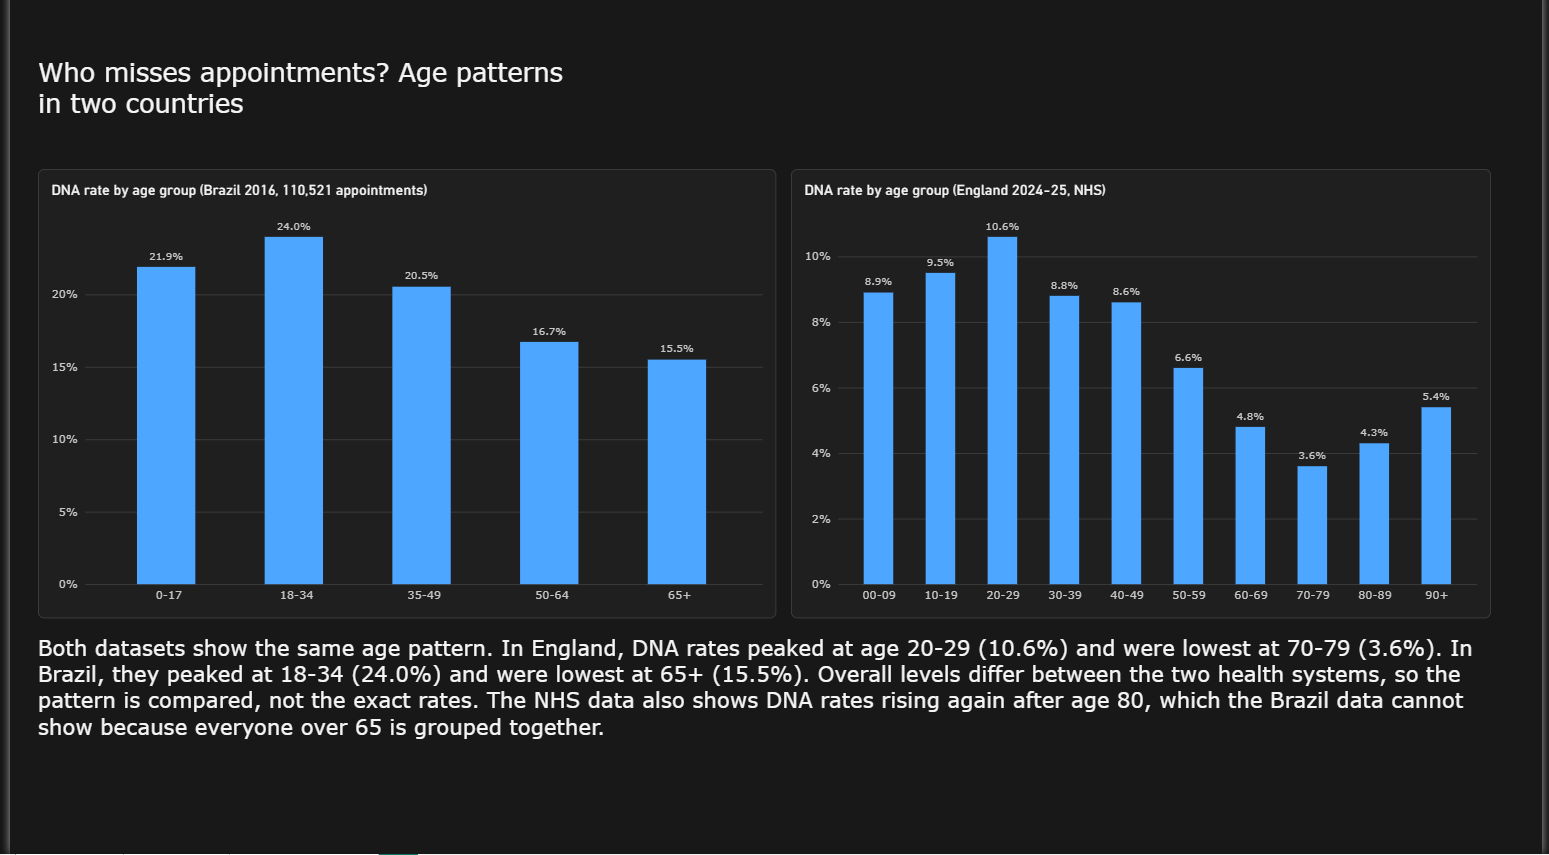 Who misses appointments? Age patterns
in two countries
DNA rate by age group (Brazil 2016, 110,521 appointments)
24.0%
21.9%
20.5%
20%
16.7%
15.5%
15%
10%
5%
0%
0-17 18-34 35-49 50-64 65+
DNA rate by age group (England 2024-25, NHS)
10.6%
10%
9.5%
8.9%
8.8%
8.6%
8%
6.6%
6%
5.4%
4.8%
4.3%
4%
3.6%
2%
0%
00-09 10-19 20-29 30-39 40-49 50-59 60-69 70-79 80-89 90+
Both datasets show the same age pattern. In England, DNA rates peaked at age 20-29 (10.6%) and were lowest at 70-79 (3.6%). In
Brazil, they peaked at 18-34 (24.0%) and were lowest at 65+ (15.5%). Overall levels differ between the two health systems, so the
pattern is compared, not the exact rates. The NHS data also shows DNA rates rising again after age 80, which the Brazil data cannot
show because everyone over 65 is grouped together.